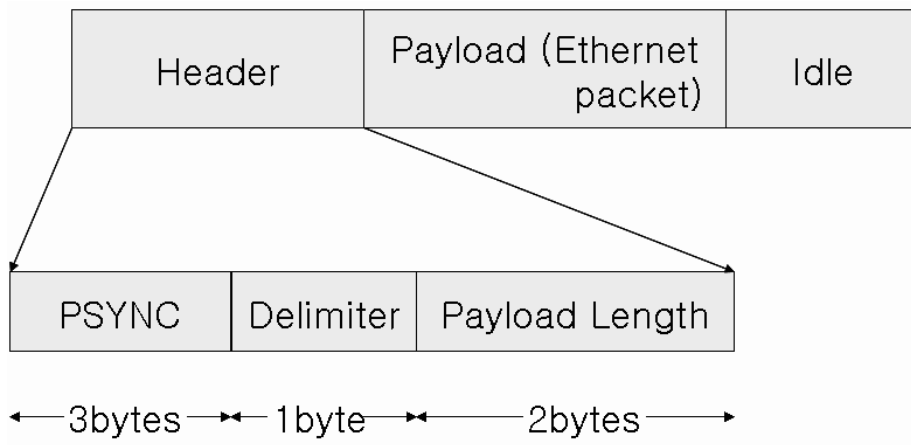 Header
Payload (Ethernet
packet)
Idle
PSYNC
Delimiter
Payload Length
3bytes
1byte
2bytes